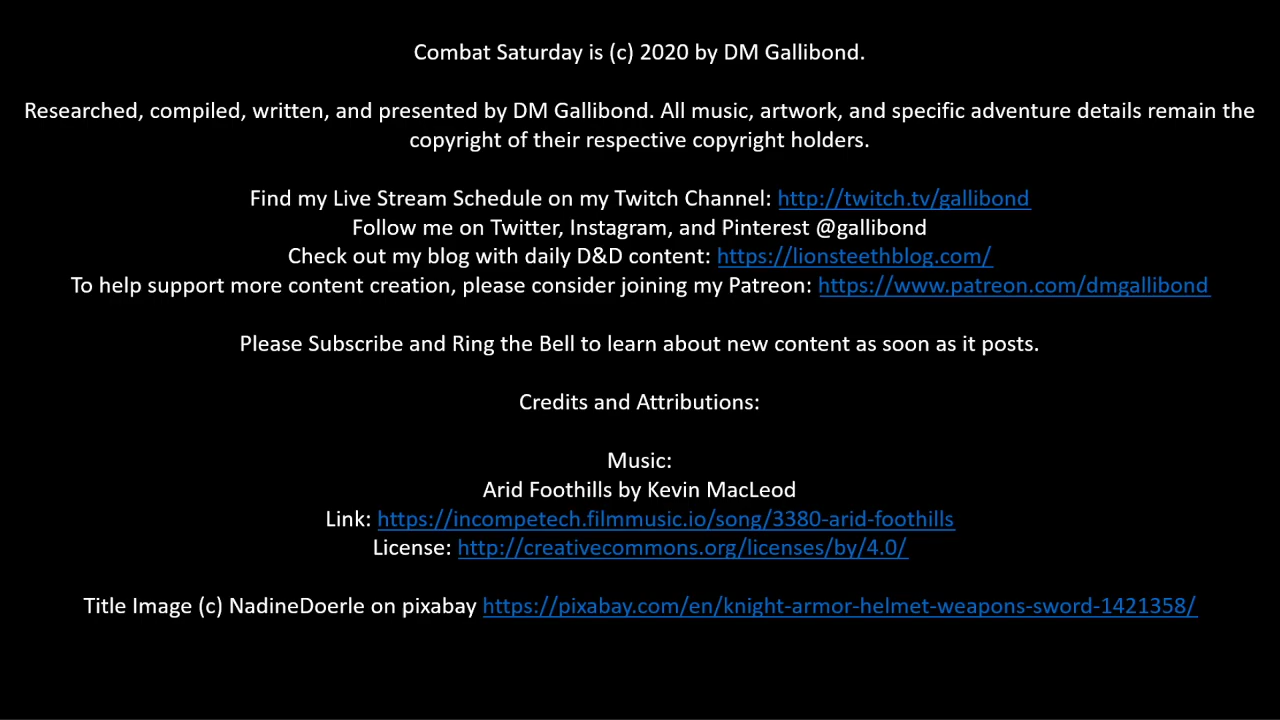 Combat Saturday is (c) 2020 by DM Gallibond.
Researched, compiled, written, and presented by DM Gallibond. All music, artwork, and specific adventure details remain the
copyright of their respective copyright holders.
Find my Live Stream Schedule on my Twitch Channel: http://twitch.tv/gallibond
Follow me on Twitter, Instagram, and Pinterest @gallibond
Check out my blog with daily D&D content: https://lionsteethblog.com/
To help support more content creation, please consider joining my Patreon: https://www.patreon.com/dmgallibond
Please Subscribe and Ring the Bell to learn about new content as soon as it posts.
Credits and Attributions:
Music:
Arid Foothills by Kevin MacLeod
Link: https://incompetech.filmmusic.io/song/3380-arid-foothills
License: http://creativecommons.org/licenses/by/4.0/
Title Image (c) NadineDoerle on pixabay https://pixabay.com/en/knight-armor-helmet-weapons-sword-1421358/